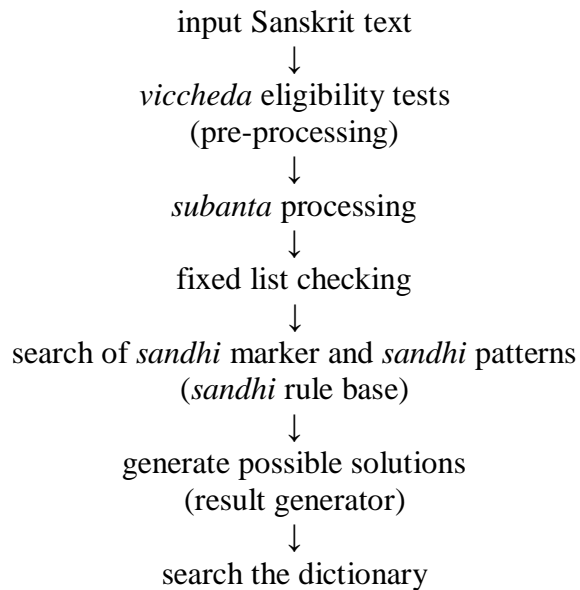 input Sanskrit text
↓
viccheda eligibility tests
(pre-processing)
↓
subanta processing
↓
fixed list checking
↓
search of sandhi marker and sandhi patterns
(sandhi rule base)
↓
generate possible solutions
(result generator)
↓
search the dictionary